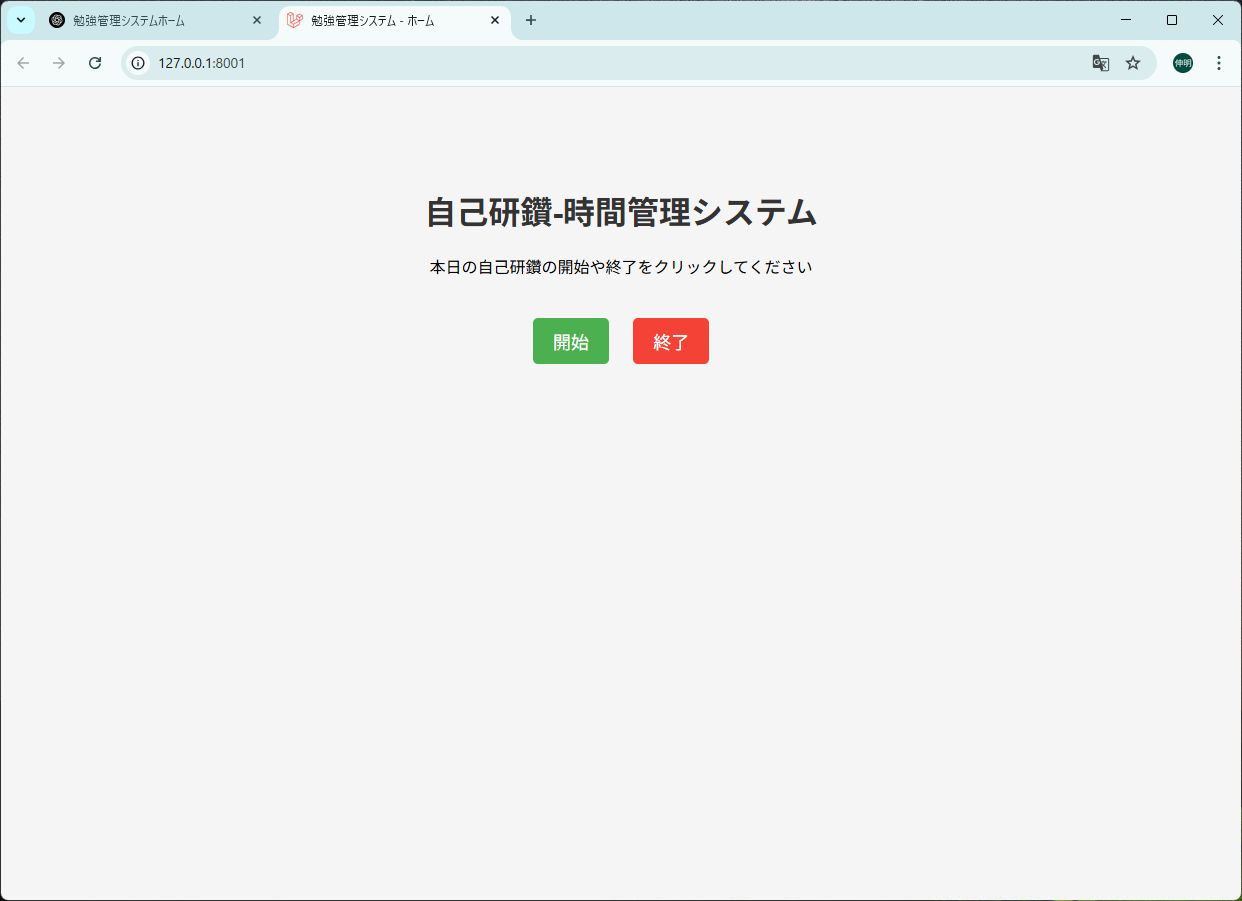 勉強管理システムホーム
勉強管理システム - ホーム
127.0.0.1:8001
伸明
自己研鑽-時間管理システム
本日の自己研鑽の開始や終了をクリックしてください
開始
終了